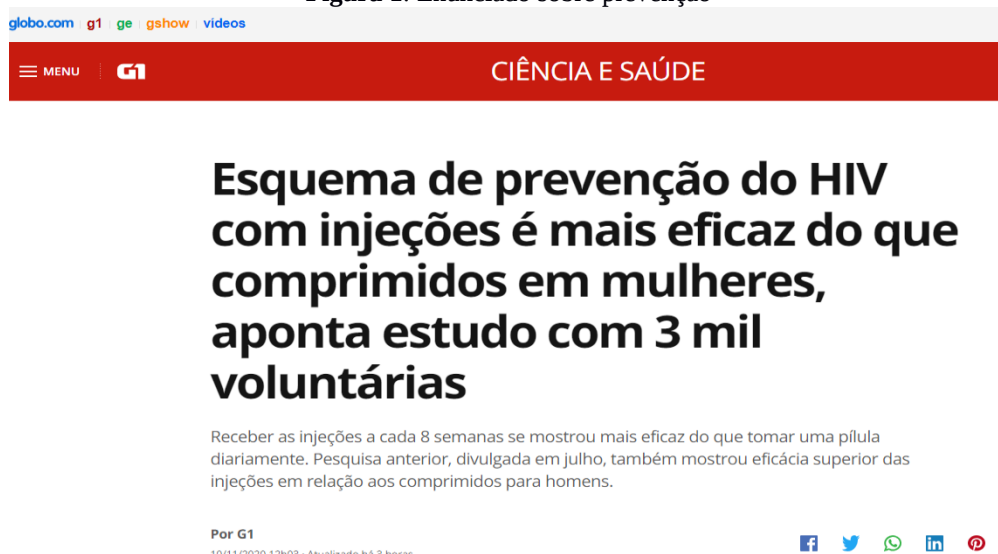 globo.com g1 ge gshow vídeos
MENU G1 CIÊNCIA E SAÚDE
Esquema de prevenção do HIV
com injeções é mais eficaz do que
comprimidos em mulheres,
aponta estudo com 3 mil
voluntárias
Receber as injeções a cada 8 semanas se mostrou mais eficaz do que tomar uma pílula
diariamente. Pesquisa anterior, divulgada em julho, também mostrou eficácia superior das
injeções em relação aos comprimidos para homens.
Por G1